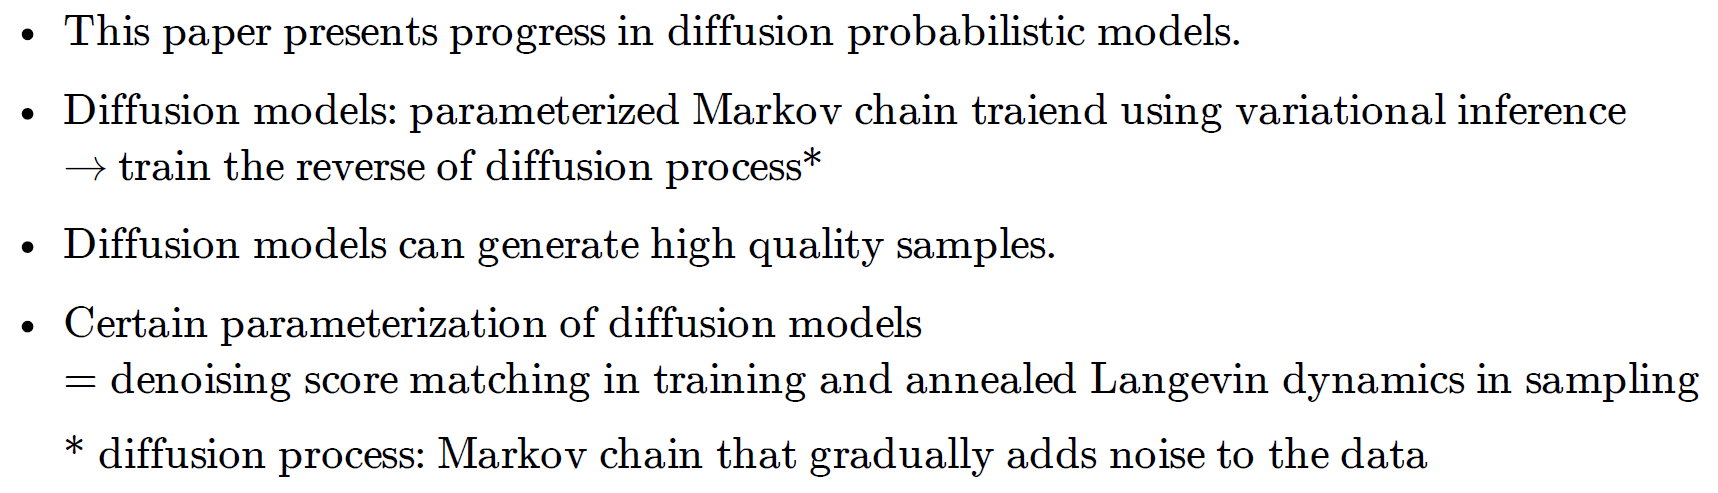 • This paper presents progress in diffusion probabilistic models.
• Diffusion models: parameterized Markov chain traiend using variational inference
→ train the reverse of diffusion process*
• Diffusion models can generate high quality samples.
• Certain parameterization of diffusion models
= denoising score matching in training and annealed Langevin dynamics in sampling
* diffusion process: Markov chain that gradually adds noise to the data